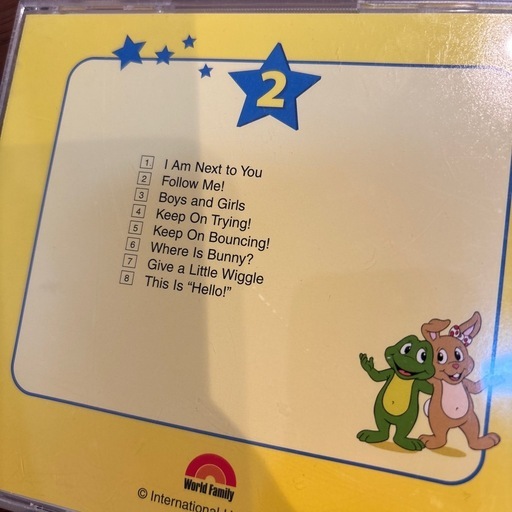 2
1 I Am Next to You
2 Follow Me!
3 Boys and Girls
4 Keep On Trying!
5 Keep On Bouncing!
6 Where Is Bunny?
7 Give a Little Wiggle
8 This Is "Hello!"
World Family
© International